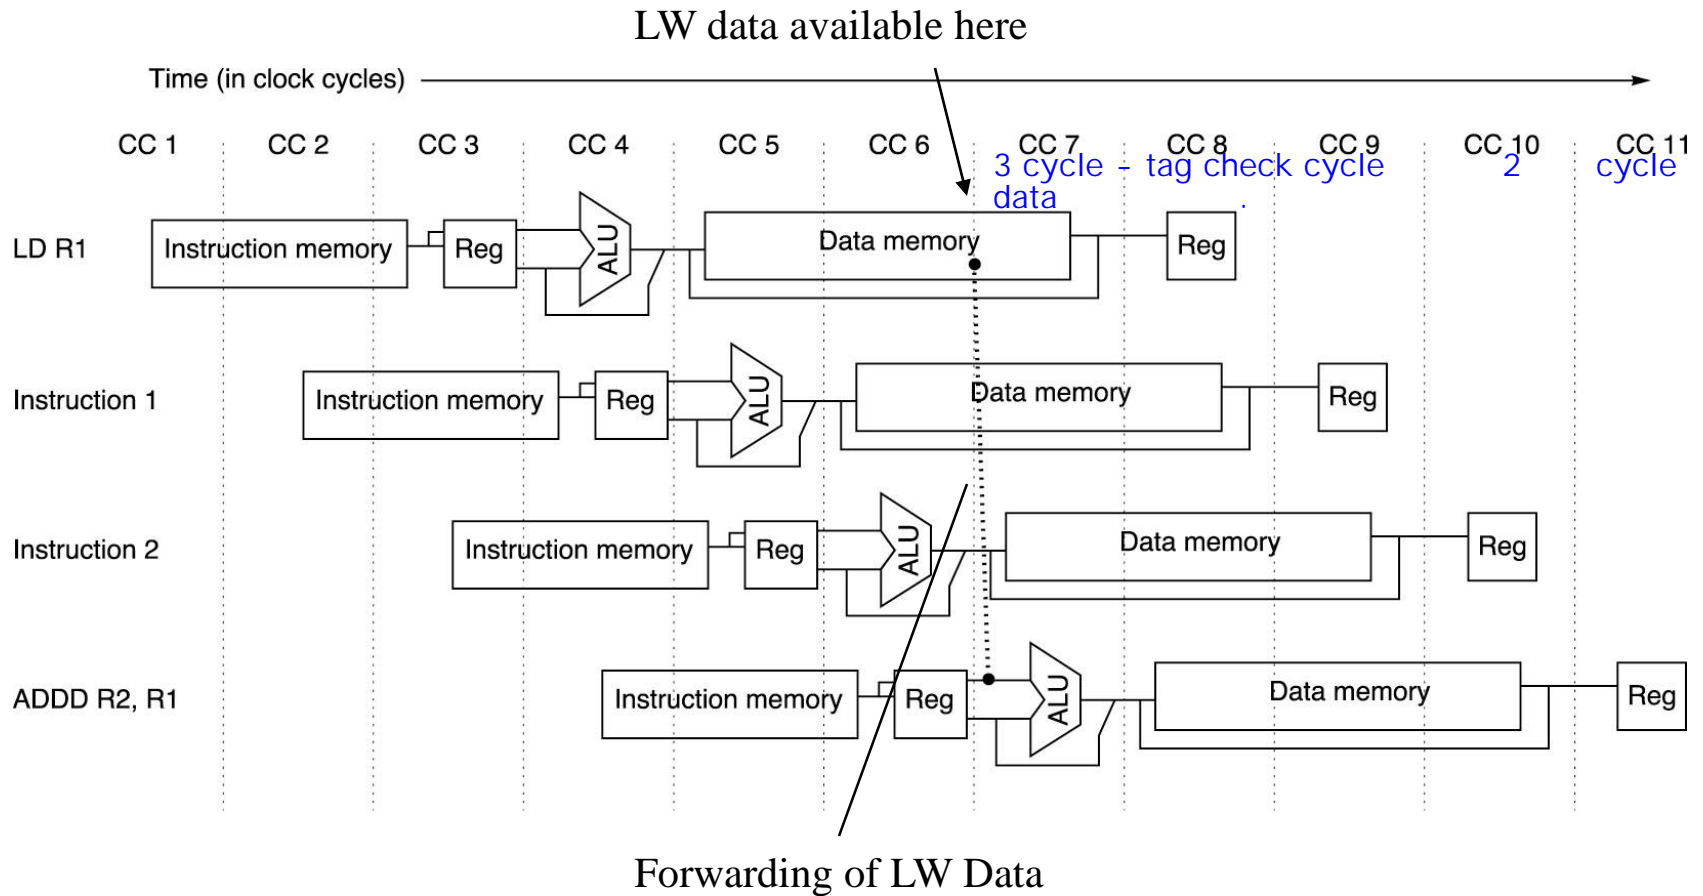 LW data available here
Time (in clock cycles)
CC 1 CC 2 CC 3 CC 4 CC 5 CC 6 CC 7 CC 8 CC 9 CC 10 CC 11
3 cycle - tag check cycle 2 cycle
data .
LD R1 Instruction memory Reg ALU Data memory Reg
Instruction 1 Instruction memory Reg ALU Data memory Reg
Instruction 2 Instruction memory Reg ALU Data memory Reg
ADDD R2, R1 Instruction memory Reg ALU Data memory Reg
Forwarding of LW Data